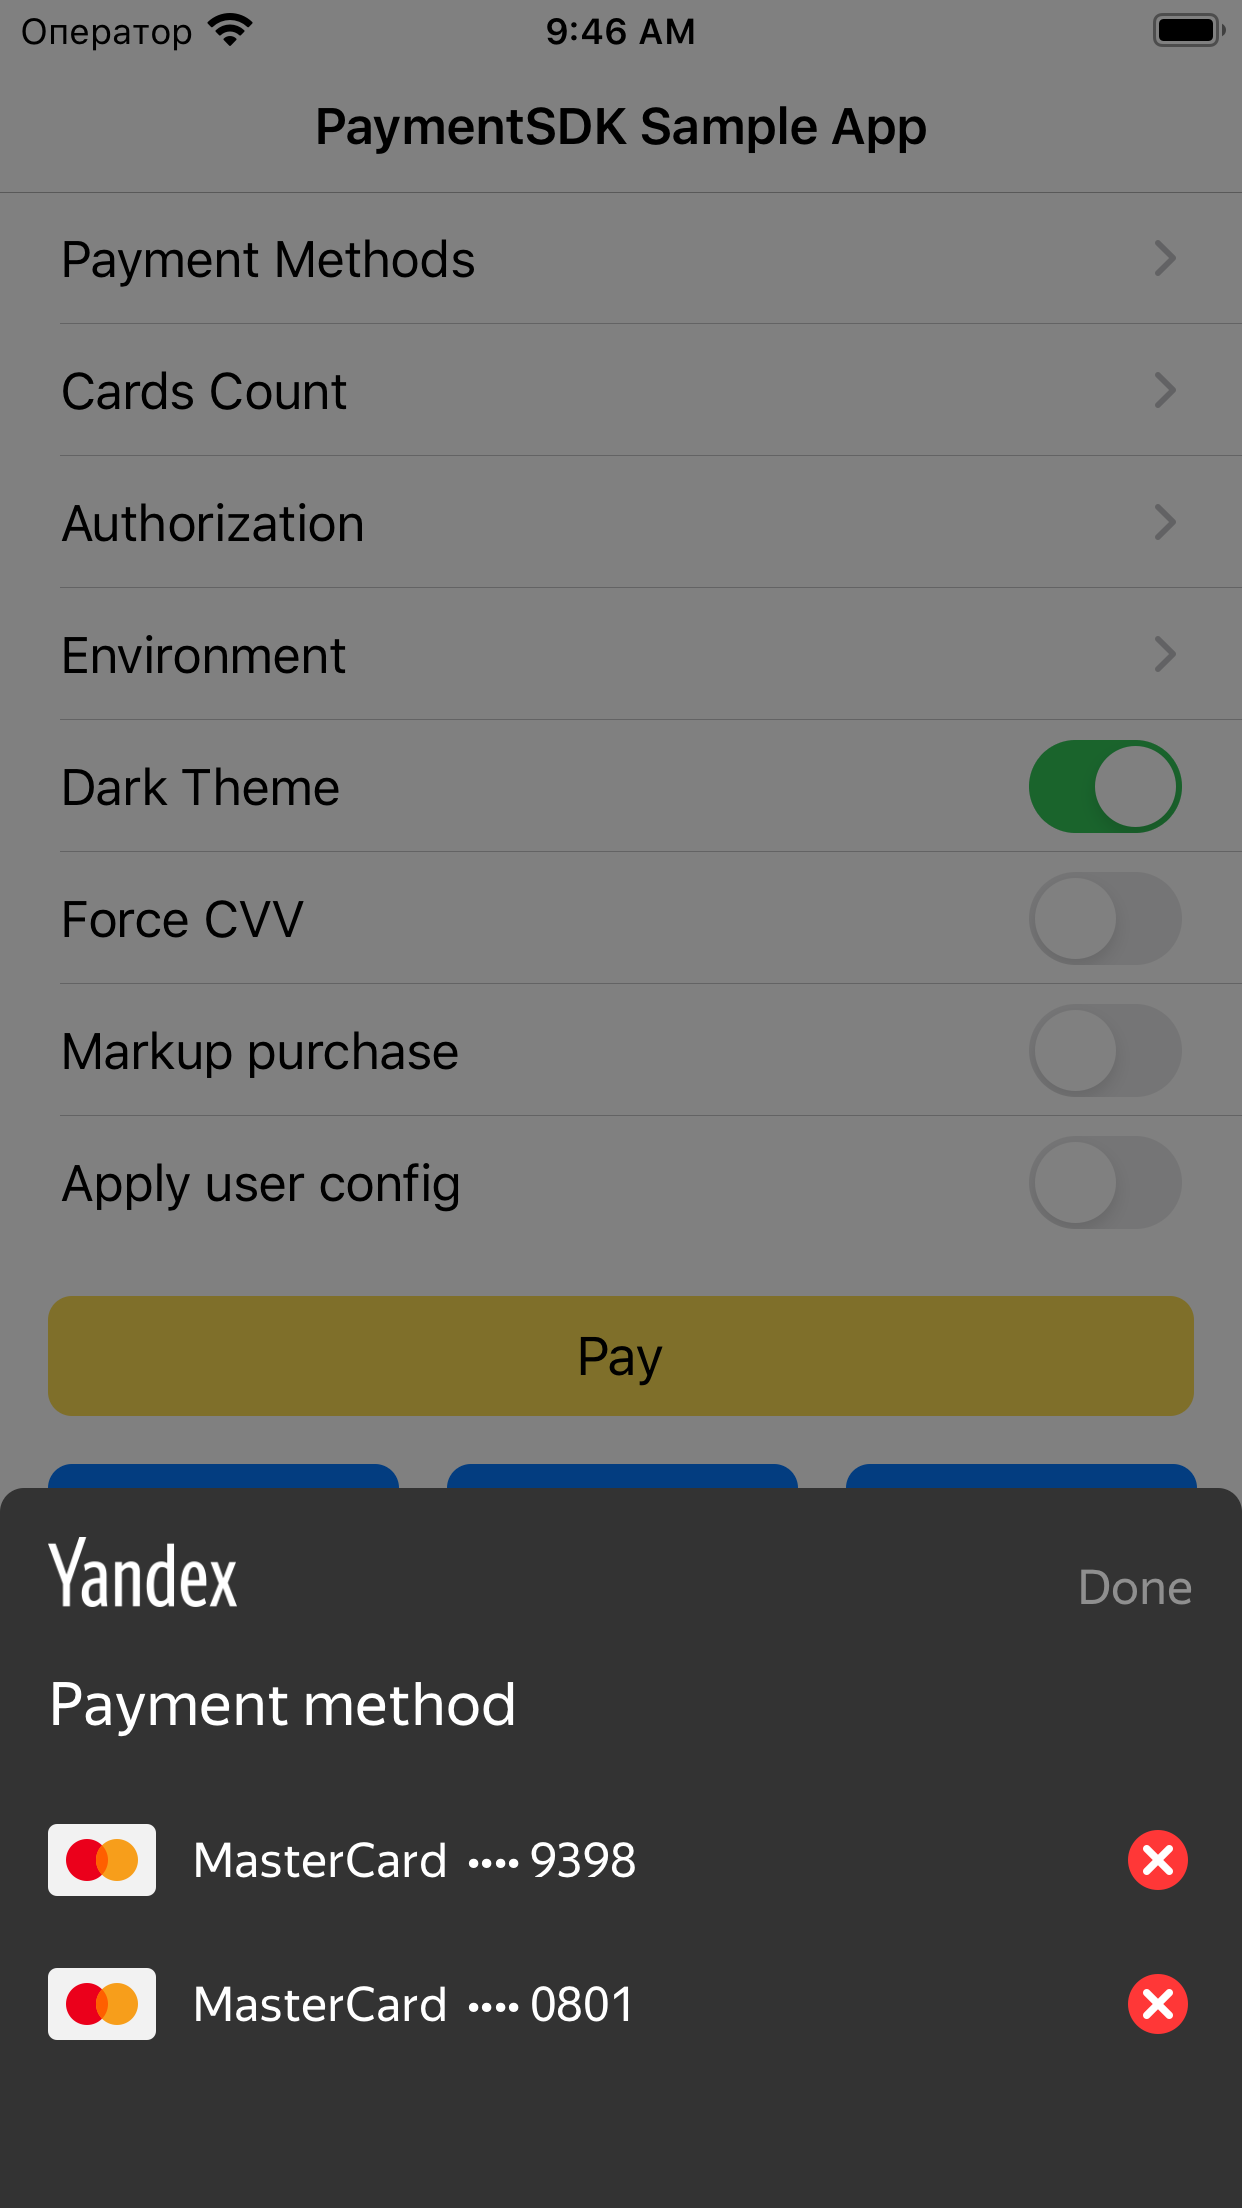 Оператор 9:46 AM
PaymentSDK Sample App
Payment Methods
Cards Count
Authorization
Environment
Dark Theme
Force CVV
Markup purchase
Apply user config
Pay
Yandex
Done
Payment method
MasterCard •••• 9398
MasterCard •••• 0801